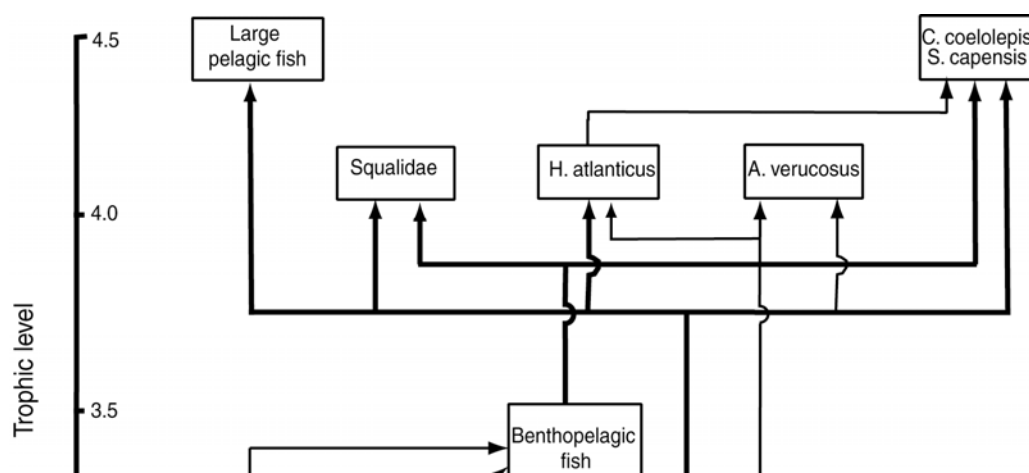 4.5
Large
pelagic fish
C. coelolepis
S. capensis
Squalidae
H. atlanticus
A. verucosus
4.0
Trophic level
3.5
Benthopelagic
fish